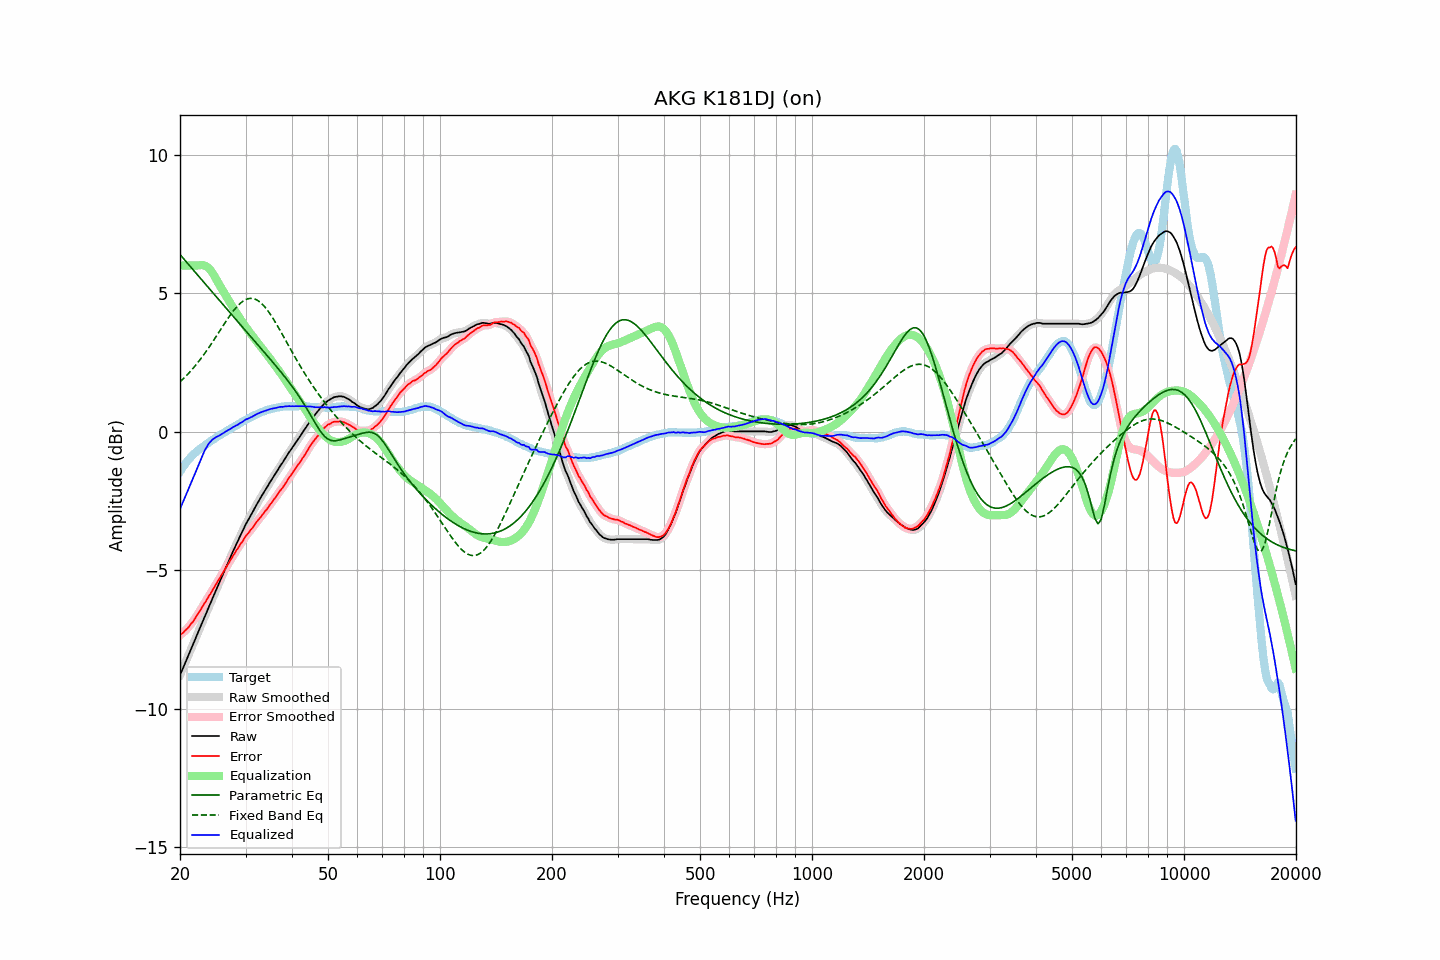 AKG K181DJ (on)
Amplitude (dBr)
10
5
0
−5
−10
−15
Target
Raw Smoothed
Error Smoothed
Raw
Error
Equalization
Parametric Eq
Fixed Band Eq
Equalized
20 50 100 200 500 1000 2000 5000 10000 20000
Frequency (Hz)